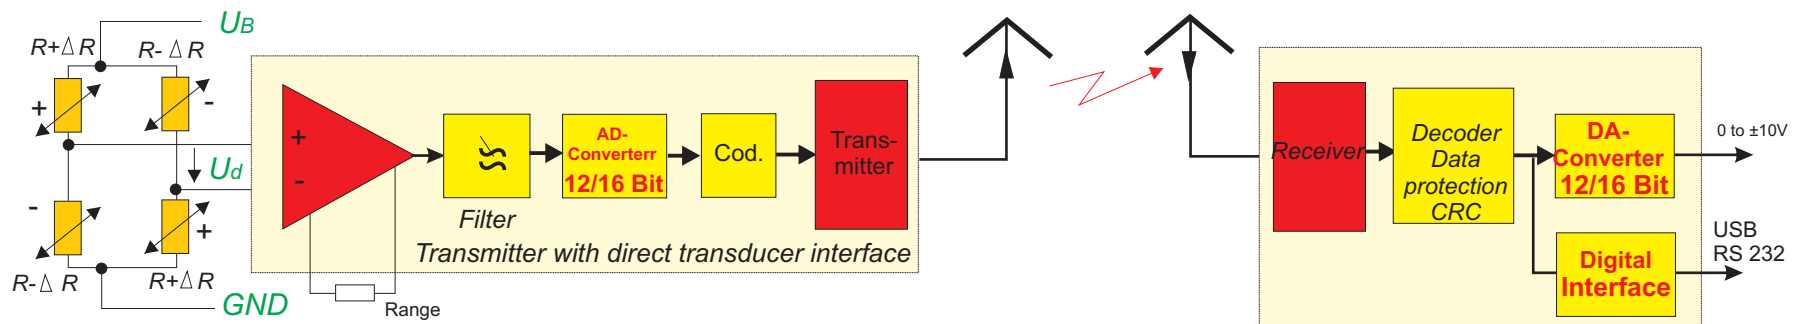 UB
R+Δ R
R- Δ R
+
-
Ud
-
+
R-Δ R
R+Δ R
GND
+
-
Range
Filter
AD-
Converterr
12/16 Bit
Cod.
Trans-
mitter
Transmitter with direct transducer interface
Receiver
Decoder
Data
protection
CRC
DA-
Converter
12/16 Bit
0 to ±10V
Digital
Interface
USB
RS 232